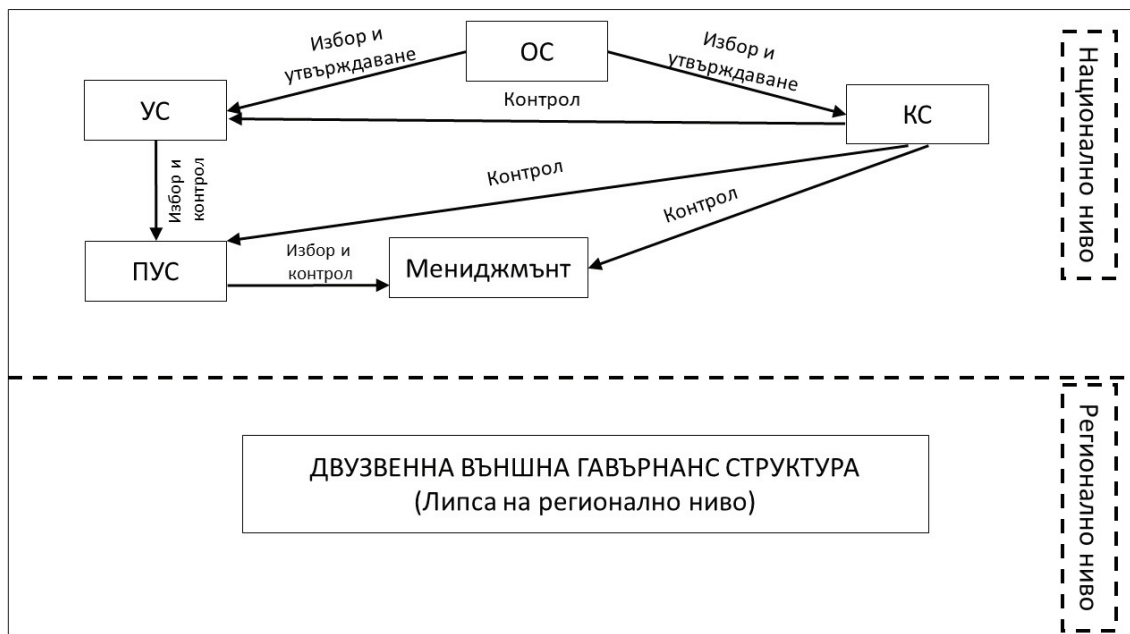 ОС
Избор и
утвърждаване
Избор и
утвърждаване
УС
Контрол
КС
Избор и
контрол
Контрол
Контрол
ПУС
Избор и
контрол
Мениджмънт
Национално ниво
ДВУЗВЕННА ВЪНШНА ГАВЪРНАНС СТРУКТУРА
(Липса на регионално ниво)
Регионално ниво